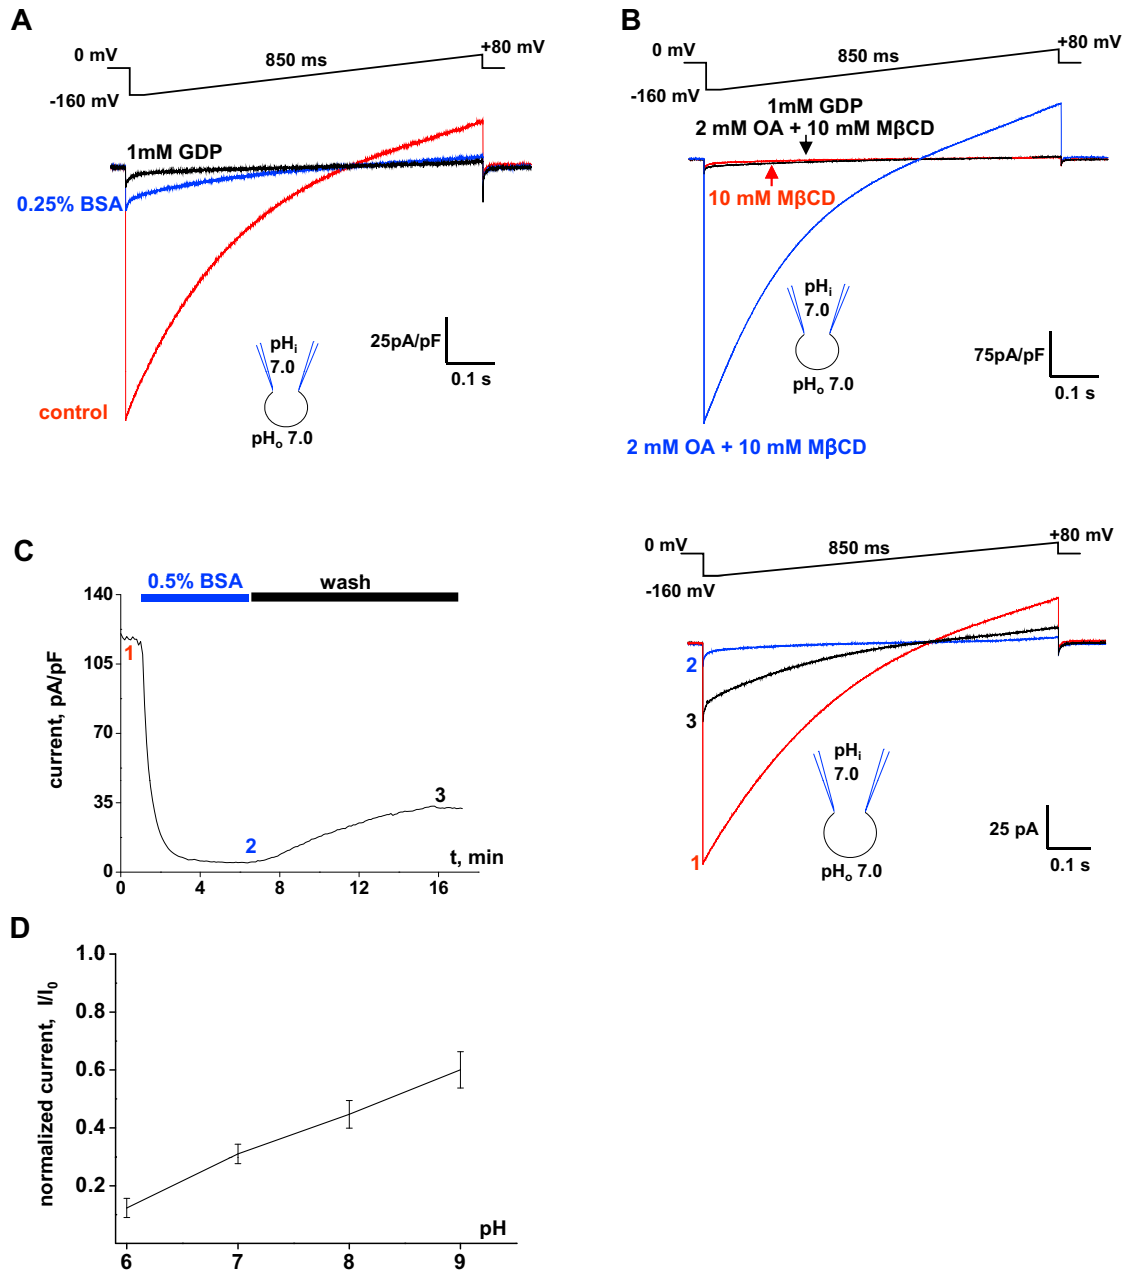 A
0 mV
850 ms
+80 mV
-160 mV
1mM GDP
0.25% BSA
control
pHi
7.0
pHo 7.0
25pA/pF
0.1 s
B
0 mV
850 ms
+80 mV
-160 mV
1mM GDP
2 mM OA + 10 mM MβCD
10 mM MβCD
pHi
7.0
pHo 7.0
75pA/pF
0.1 s
2 mM OA + 10 mM MβCD
C
0.5% BSA
wash
140
105
70
35
0
current, pA/pF
1
2
3
t, min
0 4 8 12 16
0 mV
850 ms
+80 mV
-160 mV
2
3
1
pHi
7.0
pHo 7.0
25 pA
0.1 s
D
1.0
0.8
0.6
0.4
0.2
normalized current, I/I0
pH
6 7 8 9